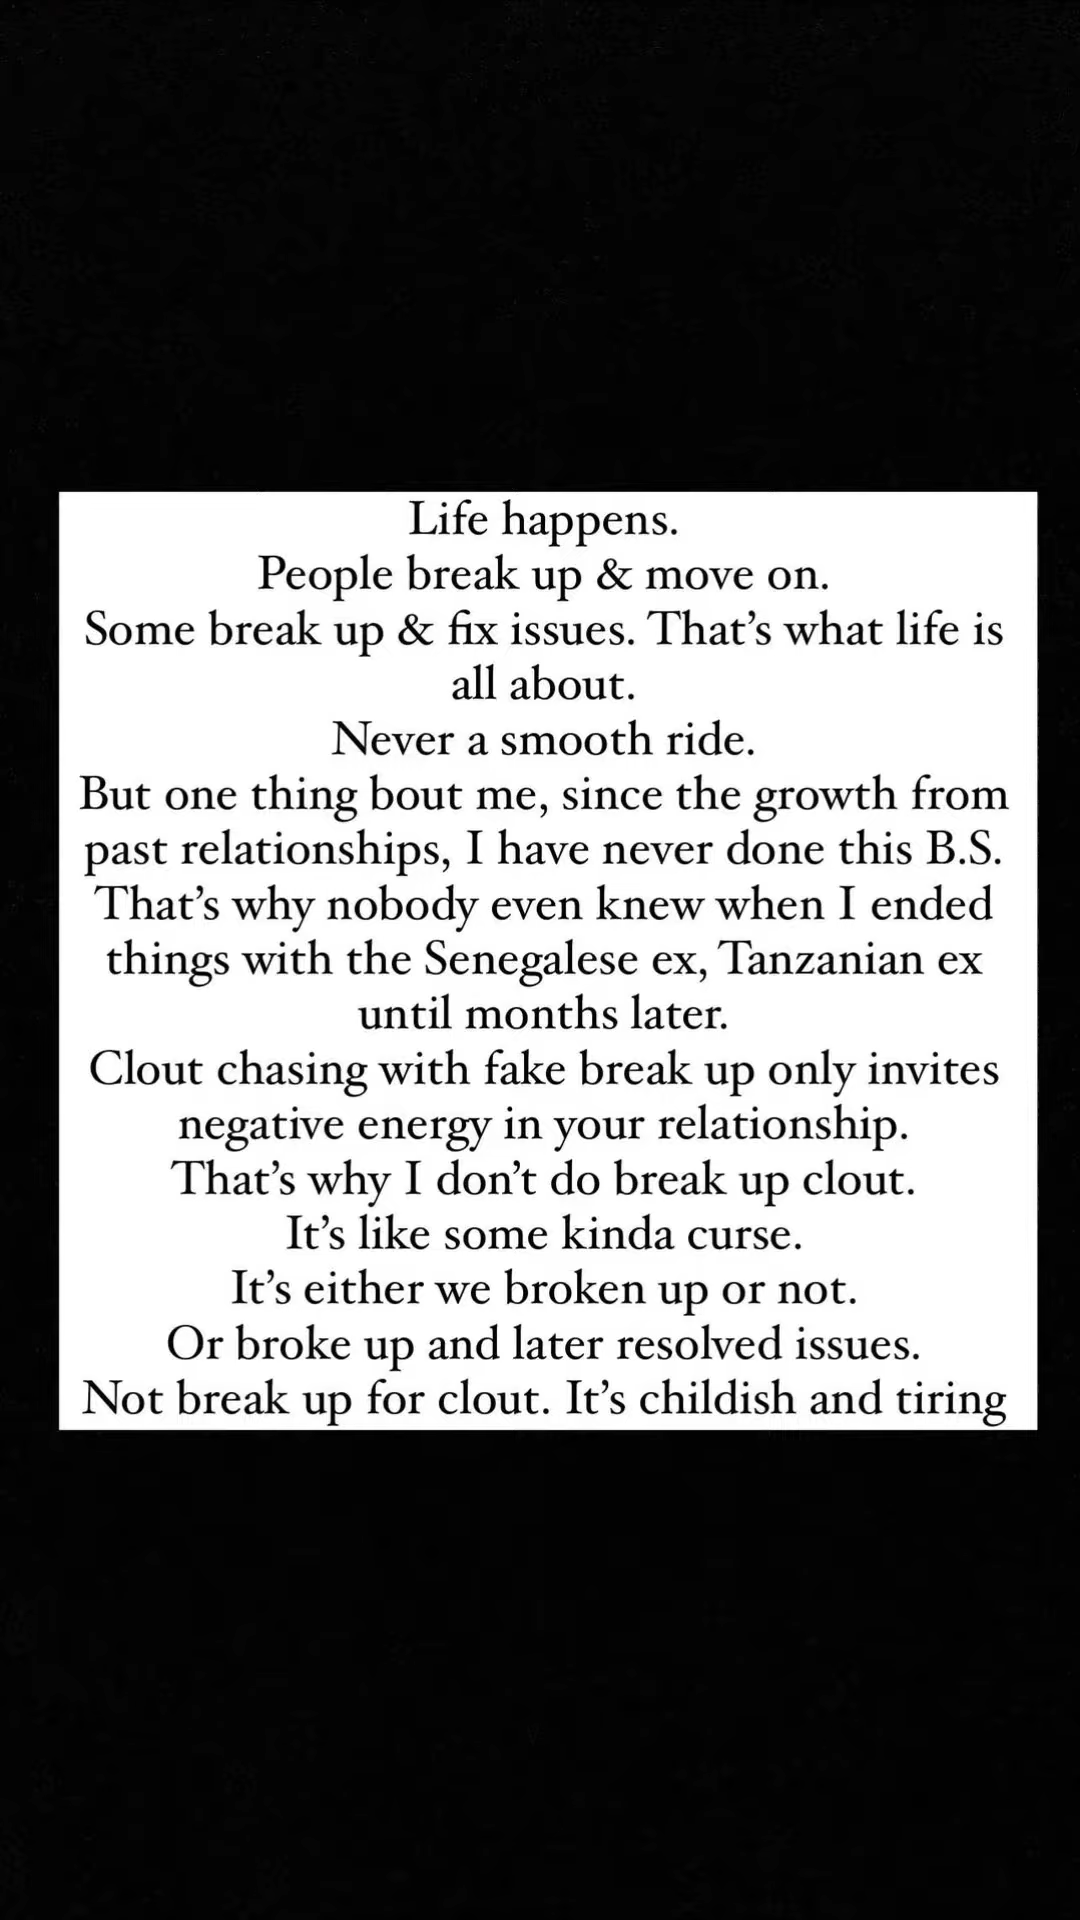 Life happens.
People break up & move on.
Some break up & fix issues. That's what life is
all about.
Never a smooth ride.
But one thing bout me, since the growth from
past relationships, I have never done this B.S.
That's why nobody even knew when I ended
things with the Senegalese ex, Tanzanian ex
until months later.
Clout chasing with fake break up only invites
negative energy in your relationship.
That's why I don't do break up clout.
It's like some kinda curse.
It's either we broken up or not.
Or broke up and later resolved issues.
Not break up for clout. It's childish and tiring